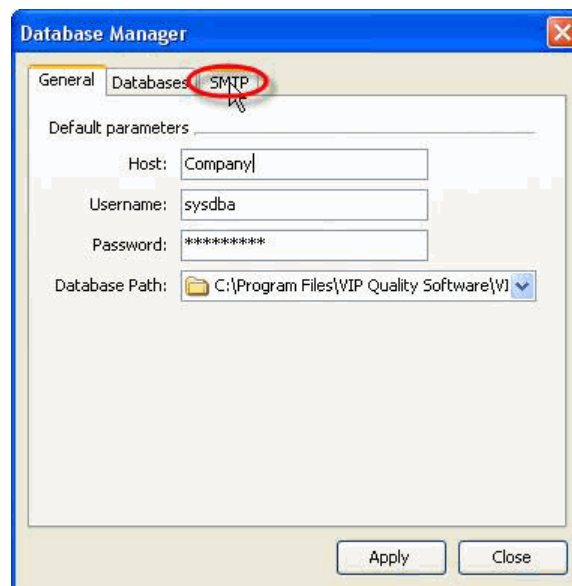 Database Manager
General Databases SMTP
Default parameters
Host: Company
Username: sysdba
Password: *********
Database Path: C:\Program Files\VIP Quality Software\VI
Apply Close